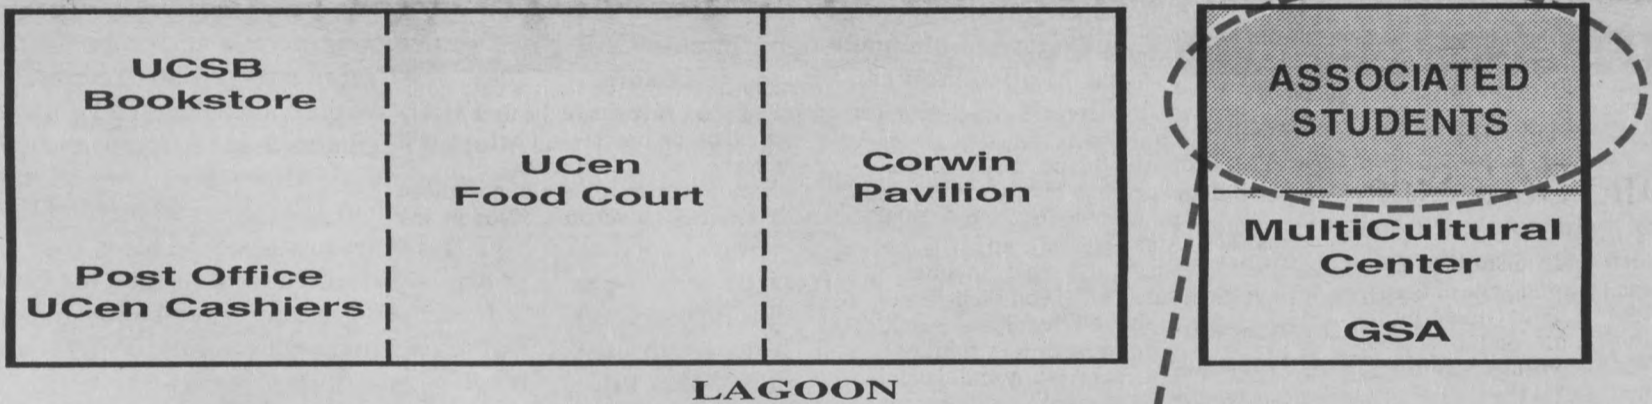 UCSB
Bookstore
Post Office
UCen Cashiers
UCen
Food Court
Corwin
Pavilion
ASSOCIATED
STUDENTS
MultiCultural
Center
GSA
LAGOON